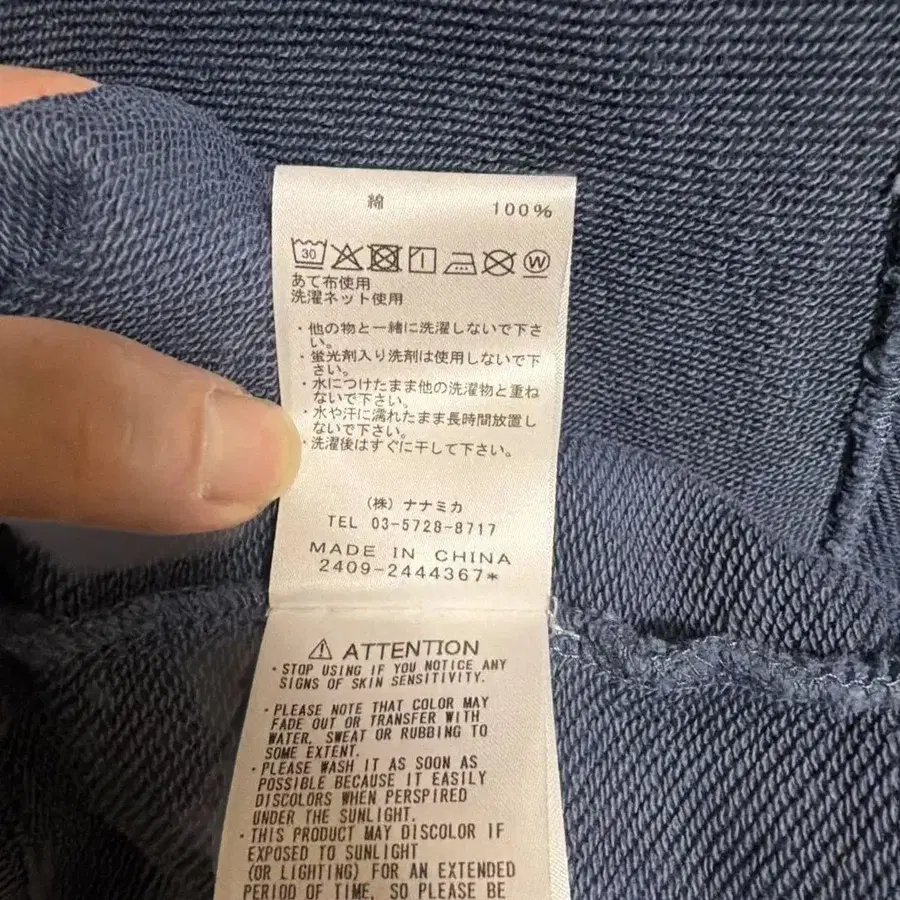 綿 100%
30 W
あて布使用
洗濯ネット使用
・他の物と一緒に洗濯しないで下さ
い。
・蛍光剤入り洗剤は使用しないで下
さい。
・水につけたまま他の洗濯物と重ね
ないで下さい。
・水や汗に濡れたまま長時間放置し
ないで下さい。
・洗濯後はすぐに干して下さい。
(株) ナナミカ
TEL 03-5728-8717
MADE IN CHINA
2409-2444367*
⚠ ATTENTION
・STOP USING IF YOU NOTICE ANY
SIGNS OF SKIN SENSITIVITY.
・PLEASE NOTE THAT COLOR MAY
FADE OUT OR TRANSFER WITH
WATER, SWEAT OR RUBBING TO
SOME EXTENT.
・PLEASE WASH IT AS SOON AS
POSSIBLE BECAUSE IT EASILY
DISCOLORS WHEN PERSPIRED
UNDER THE SUNLIGHT.
・THIS PRODUCT MAY DISCOLOR IF
EXPOSED TO SUNLIGHT
(OR LIGHTING) FOR AN EXTENDED
PERIOD OF TIME, SO PLEASE BE